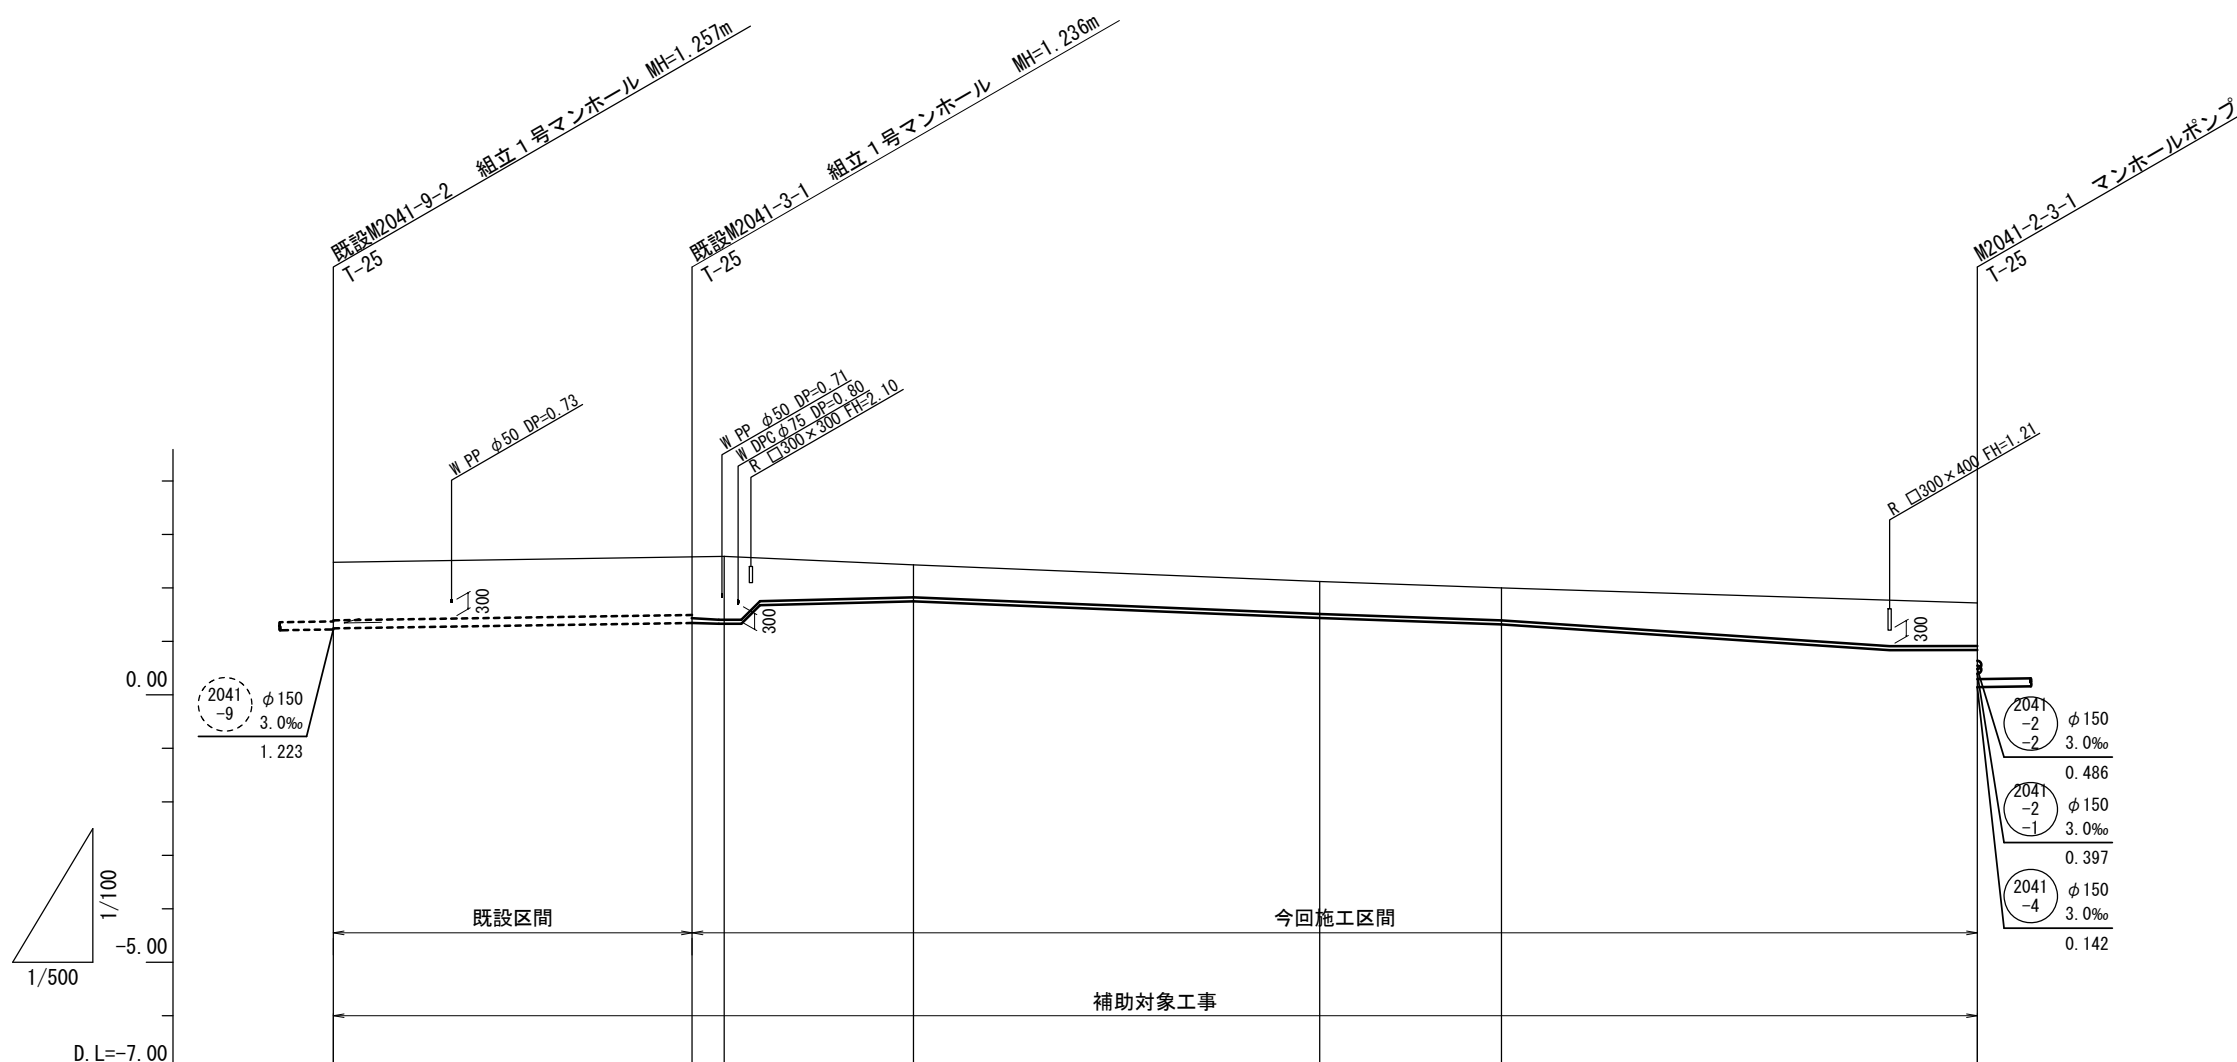 既設M2041-9-2 組立1号マンホール MH=1.257m
T-25
既設M2041-3-1 組立1号マンホール MH=1.236m
T-25
M2041-2-3-1 マンホールポンプ
T-25
W PP φ50 DP=0.73
W PP φ50 DP=0.71
W DPC φ75 DP=0.80
R □300×300 FH=2.10
R □300×400 FH=1.21
300
300
300
0.00
2041
-9
φ150
3.0‰
1.223
2041
-2
-2
φ150
3.0‰
0.486
2041
-2
-1
φ150
3.0‰
0.397
2041
-4
φ150
3.0‰
0.142
1/100
1/500
既設区間
今回施工区間
-5.00
補助対象工事
D.L=-7.00